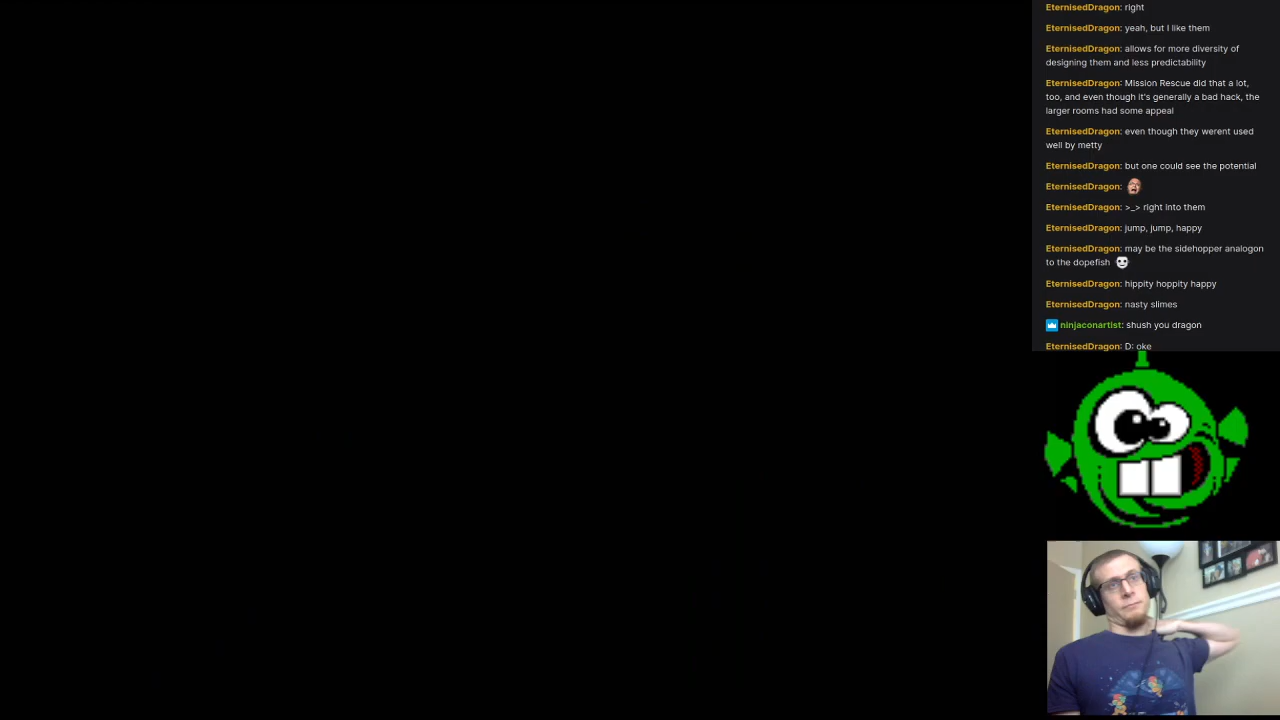 EternisedDragon: right
EternisedDragon: yeah, but I like them
EternisedDragon: allows for more diversity of
designing them and less predictability
EternisedDragon: Mission Rescue did that a lot,
too, and even though it's generally a bad hack, the
larger rooms had some appeal
EternisedDragon: even though they werent used
well by metty
EternisedDragon: but one could see the potential
EternisedDragon:
EternisedDragon: >_> right into them
EternisedDragon: jump, jump, happy
EternisedDragon: may be the sidehopper analogon
to the dopefish
EternisedDragon: hippity hoppity happy
EternisedDragon: nasty slimes
ninjaconartist: shush you dragon
EternisedDragon: D: oke